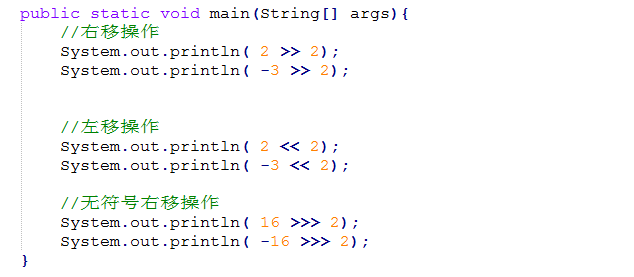 public static void main(String[] args){
//右移操作
System.out.println( 2 >> 2);
System.out.println( -3 >> 2);
//左移操作
System.out.println( 2 << 2);
System.out.println( -3 << 2);
//无符号右移操作
System.out.println( 16 >>> 2);
System.out.println( -16 >>> 2);
}